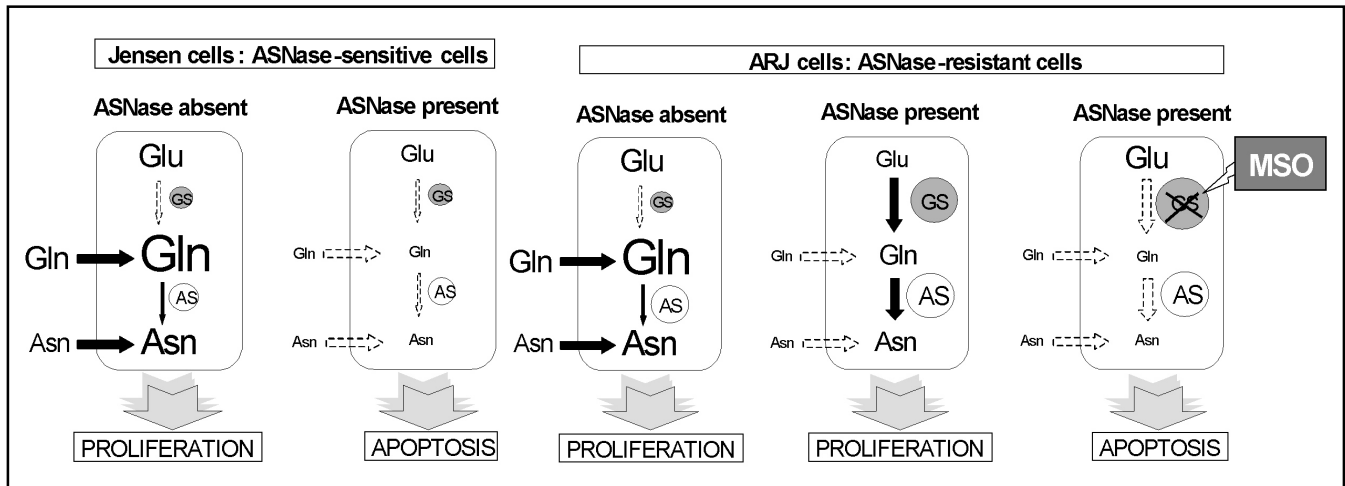 Jensen cells : ASNase-sensitive cells
ARJ cells: ASNase-resistant cells
ASNase absent
ASNase present
ASNase absent
ASNase present
ASNase present
Glu
GS
Gln
Gln
AS
Asn
Asn
PROLIFERATION
Glu
GS
Gln
Gln
AS
Asn
Asn
APOPTOSIS
Glu
GS
Gln
Gln
AS
Asn
Asn
PROLIFERATION
Glu
GS
Gln
Gln
AS
Asn
Asn
PROLIFERATION
Glu
MSO
GS
Gln
Gln
AS
Asn
Asn
APOPTOSIS